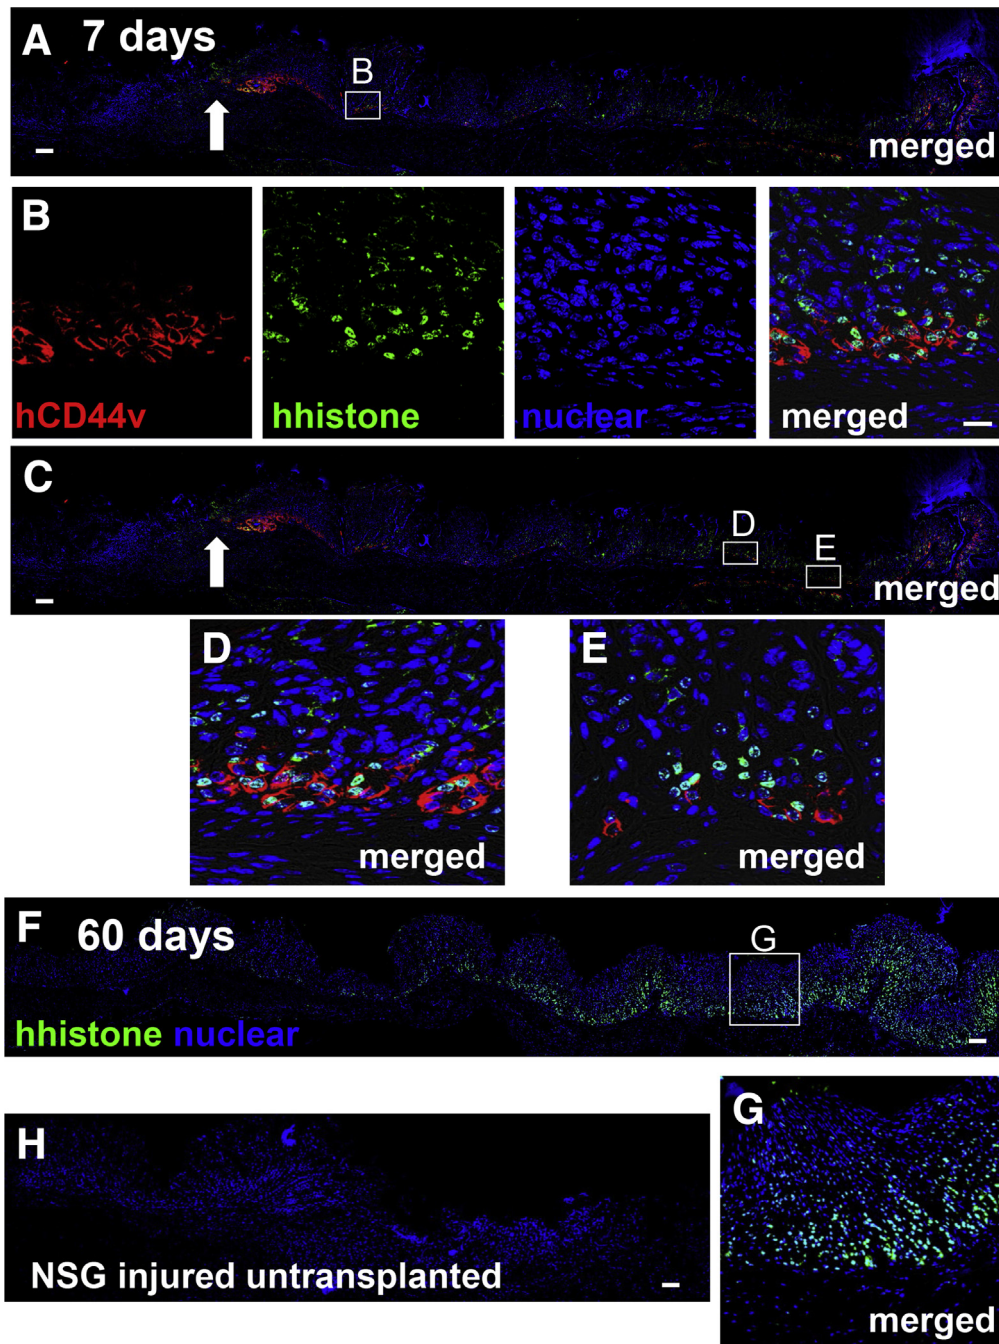 A 7 days
B
merged
B
hCD44v
hhistone
nuclear
merged
C
D
E
merged
D
merged
E
merged
F 60 days
G
hhistone nuclear
H
NSG injured untransplanted
G
merged